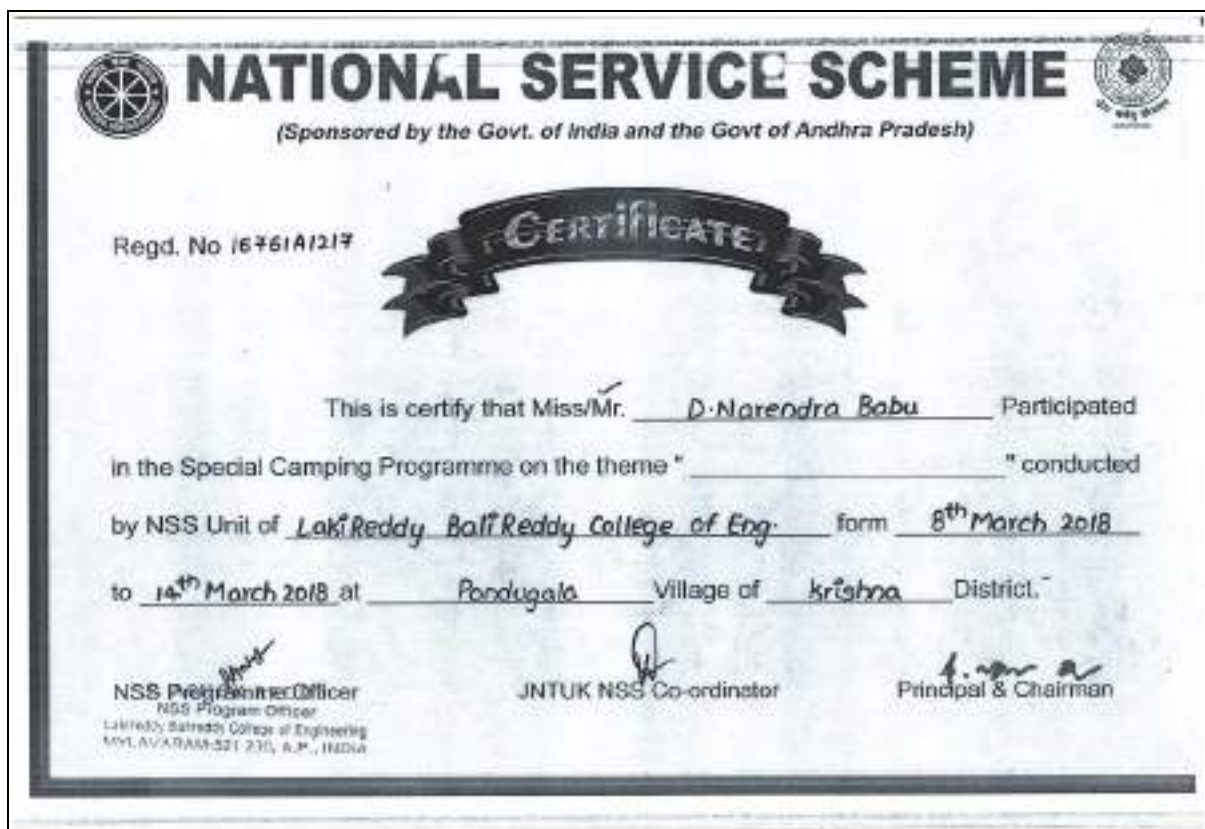 NATIONAL SERVICE SCHEME
(Sponsored by the Govt. of India and the Govt of Andhra Pradesh)
CERTIFICATE
Regd. No 16761A1217
This is certify that Miss/Mr. D. Narendra Babu Participated
in the Special Camping Programme on the theme " " conducted
by NSS Unit of LakiReddy BaliReddy College of Eng. form 8th March 2018
to 14th March 2018 at Pondugala Village of krishna District.
NSS Programme Officer JNTUK NSS Co-ordinator Principal & Chairman
NSS Program Officer
Lakireddy Balireddy College of Engineering
MYLAVARAM-521 230, A.P., INDIA